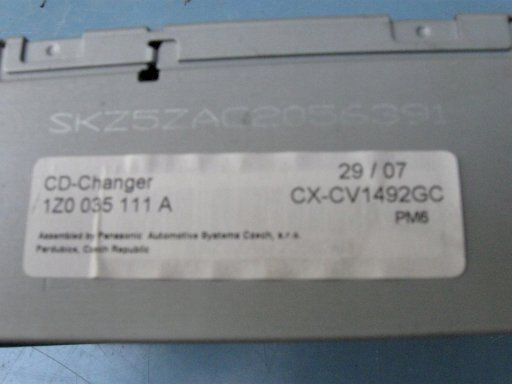 SKZ5ZAC2056391
CD-Changer
29 / 07
1Z0 035 111 A
CX-CV1492GC
PM6
Assembled by Panasonic Automotive Systems Czech, s.r.o.
Pardubice, Czech Republic